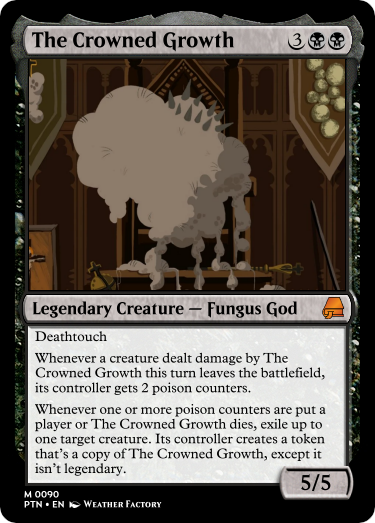 The Crowned Growth 3
Legendary Creature — Fungus God
Deathtouch
Whenever a creature dealt damage by The
Crowned Growth this turn leaves the battlefield,
its controller gets 2 poison counters.
Whenever one or more poison counters are put a
player or The Crowned Growth dies, exile up to
one target creature. Its controller creates a token
that's a copy of The Crowned Growth, except it
isn't legendary.
5/5
M 0090
PTN • EN Weather Factory